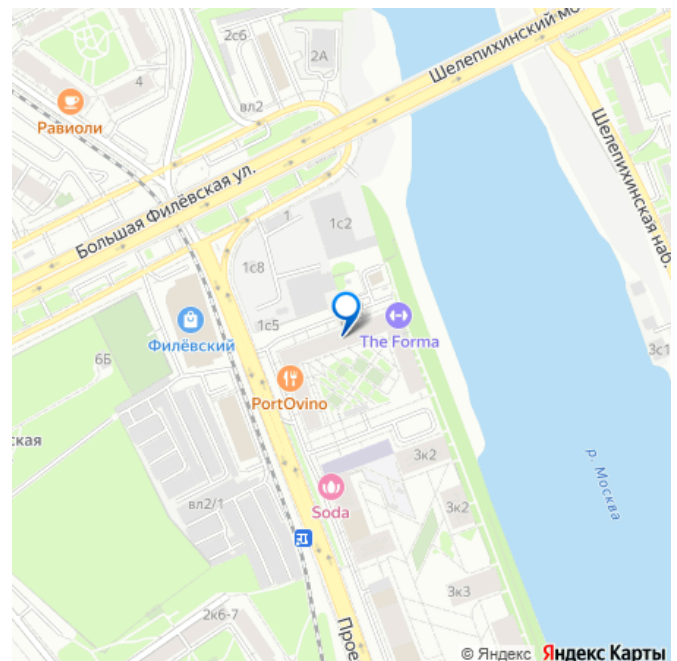 2с6
2А
Шелепихинский мо
4
вл2
Равиоли
Шелепихинская наб.
Большая Филёвская ул.
1
1с2
1с8
1с5
The Forma
Филёвский
3с1
6Б
PortOvino
ская
3к2
р. Москва
вл2/1
Soda
3к2
3к3
2к6-7
Прое
© Яндекс Яндекс Карты